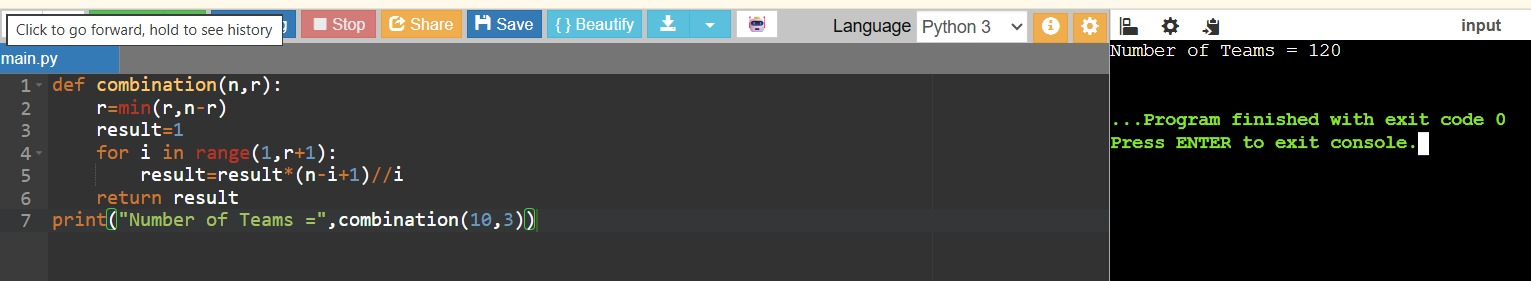 Click to go forward, hold to see history
Stop
Share
Save
{ } Beautify
Language Python 3
input
main.py
1 def combination(n,r):
2     r=min(r,n-r)
3     result=1
4     for i in range(1,r+1):
5         result=result*(n-i+1)//i
6     return result
7 print("Number of Teams =",combination(10,3))
Number of Teams = 120
...Program finished with exit code 0
Press ENTER to exit console.